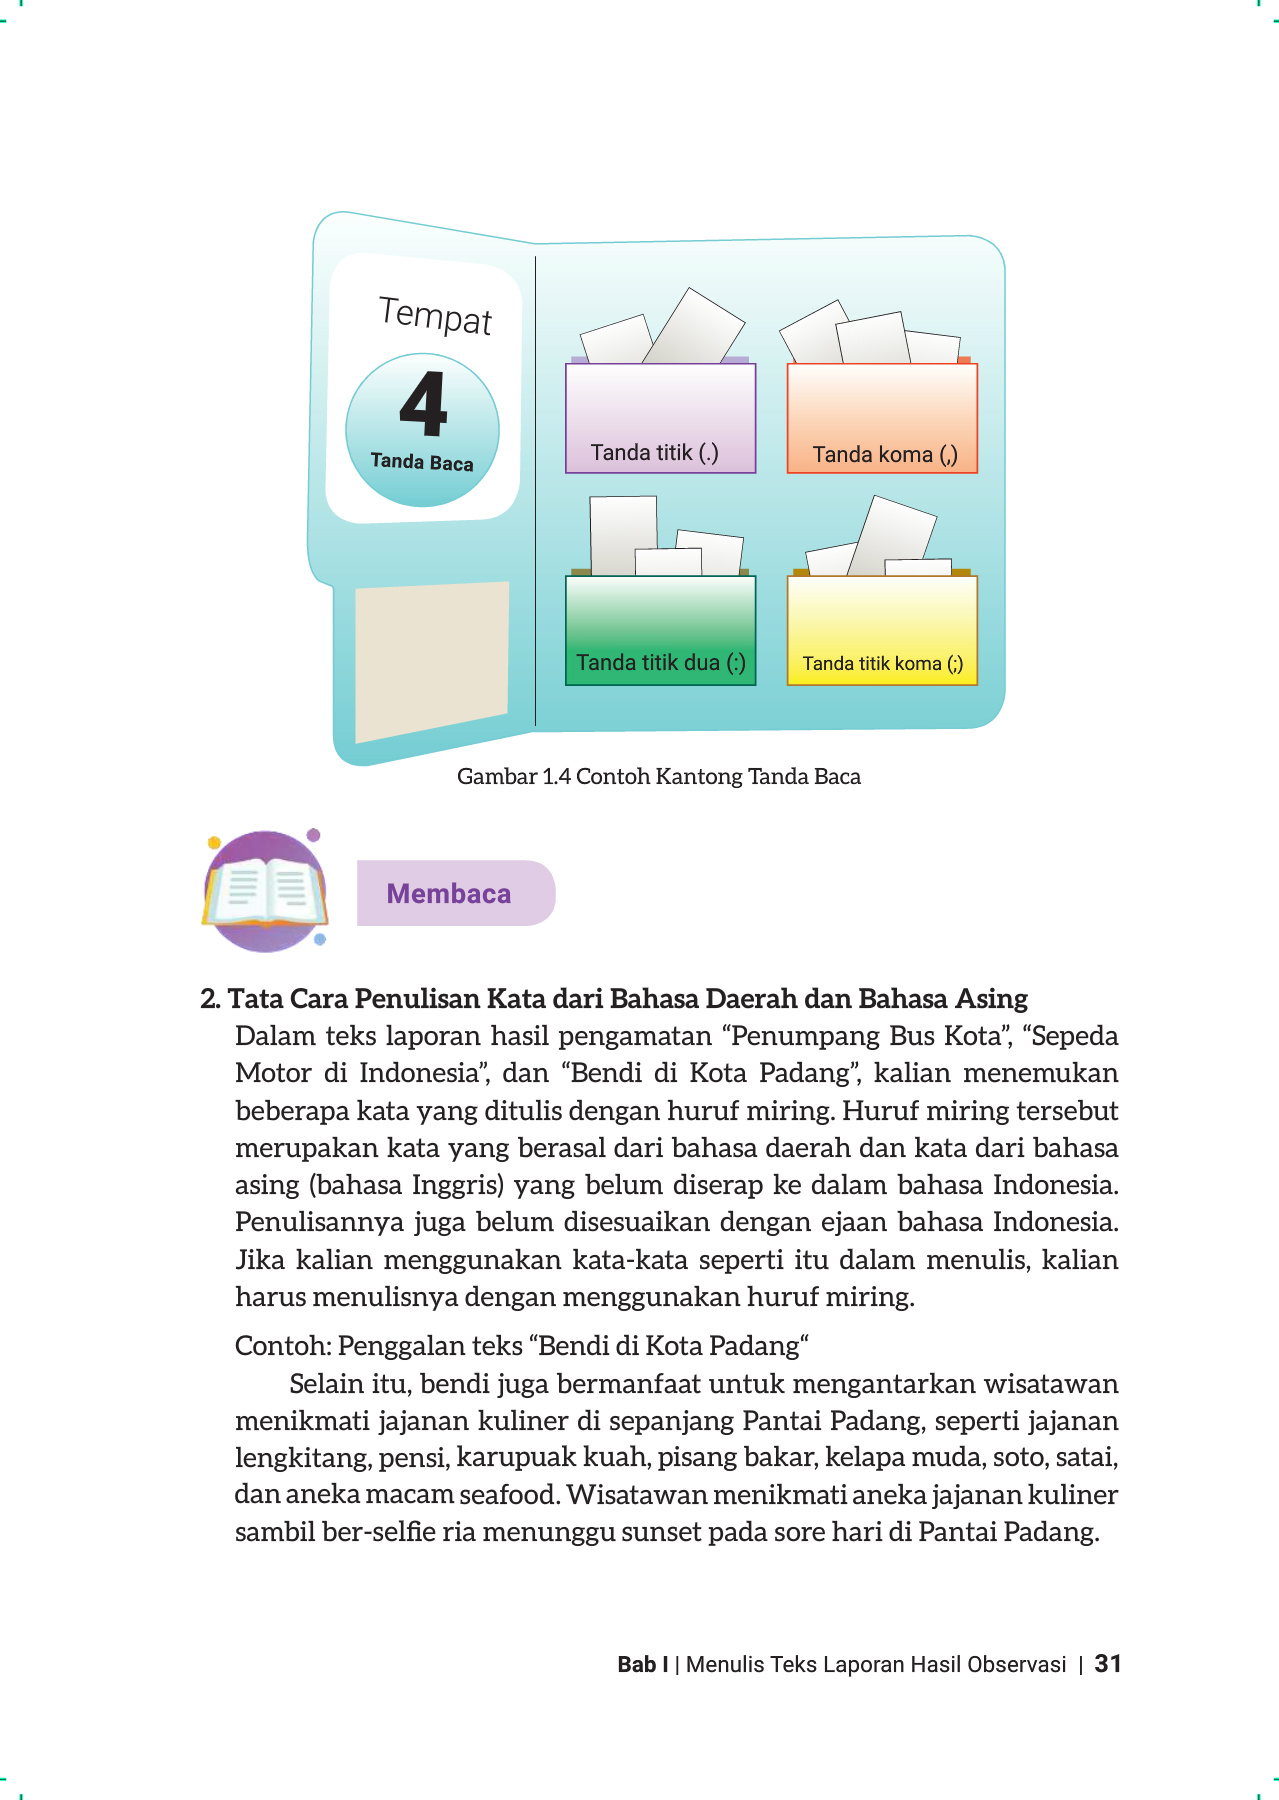 Tempat
4
Tanda Baca
Tanda titik (.)
Tanda koma (,)
Tanda titik dua (:)
Tanda titik koma (;)
Gambar 1.4 Contoh Kantong Tanda Baca
Membaca
2. Tata Cara Penulisan Kata dari Bahasa Daerah dan Bahasa Asing
Dalam teks laporan hasil pengamatan “Penumpang Bus Kota”, “Sepeda
Motor di Indonesia”, dan “Bendi di Kota Padang”, kalian menemukan
beberapa kata yang ditulis dengan huruf miring. Huruf miring tersebut
merupakan kata yang berasal dari bahasa daerah dan kata dari bahasa
asing (bahasa Inggris) yang belum diserap ke dalam bahasa Indonesia.
Penulisannya juga belum disesuaikan dengan ejaan bahasa Indonesia.
Jika kalian menggunakan kata-kata seperti itu dalam menulis, kalian
harus menulisnya dengan menggunakan huruf miring.
Contoh: Penggalan teks “Bendi di Kota Padang“
Selain itu, bendi juga bermanfaat untuk mengantarkan wisatawan
menikmati jajanan kuliner di sepanjang Pantai Padang, seperti jajanan
lengkitang, pensi, karupuak kuah, pisang bakar, kelapa muda, soto, satai,
dan aneka macam seafood. Wisatawan menikmati aneka jajanan kuliner
sambil ber-selfie ria menunggu sunset pada sore hari di Pantai Padang.
Bab I | Menulis Teks Laporan Hasil Observasi | 31